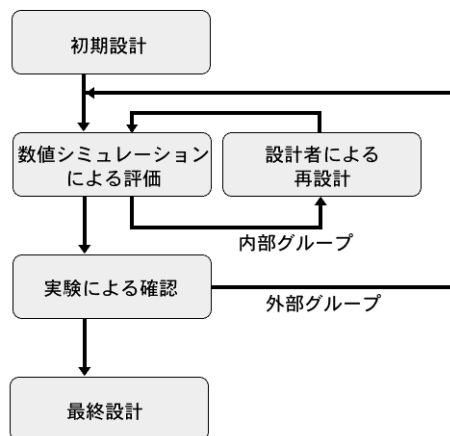 初期設計
数値シミュレーション
による評価
設計者による
再設計
内部グループ
実験による確認
外部グループ
最終設計